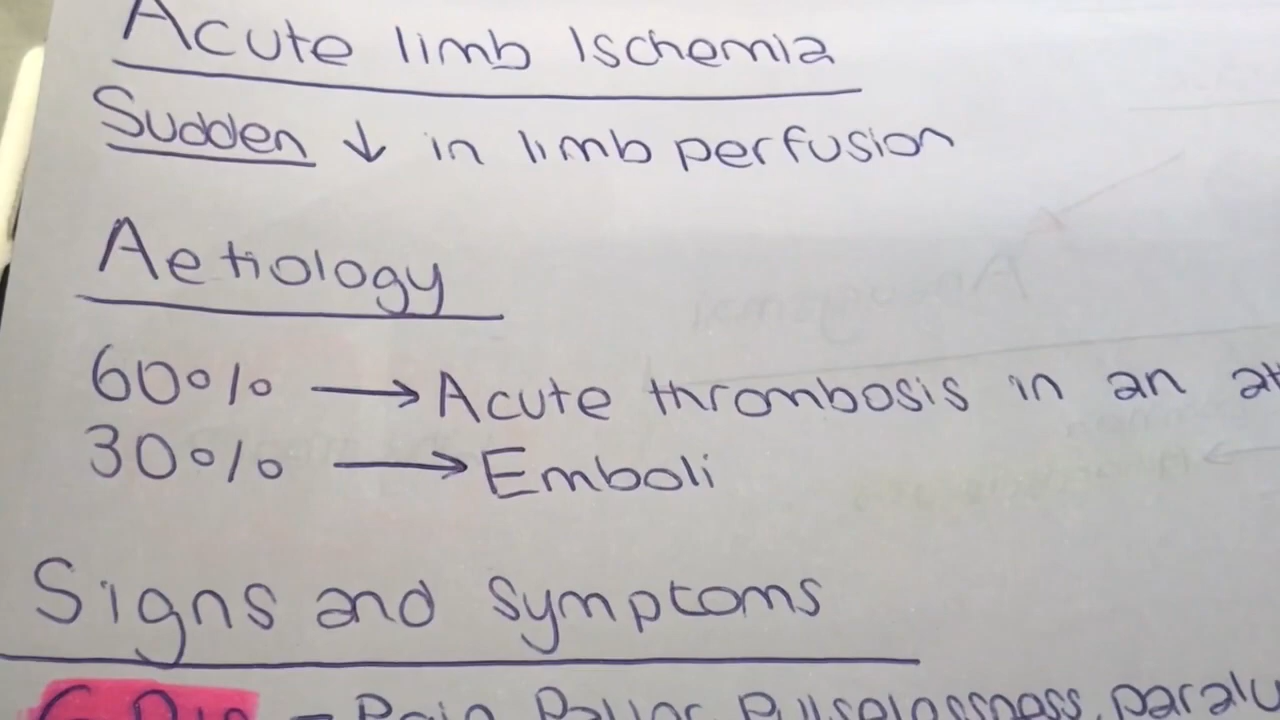 Acute limb Ischemia
Sudden ↓ in limb perfusion
Aetiology
60% → Acute thrombosis in an
30% → Emboli
Signs and Symptoms
- Pain Pallor Pulselessness, paraly